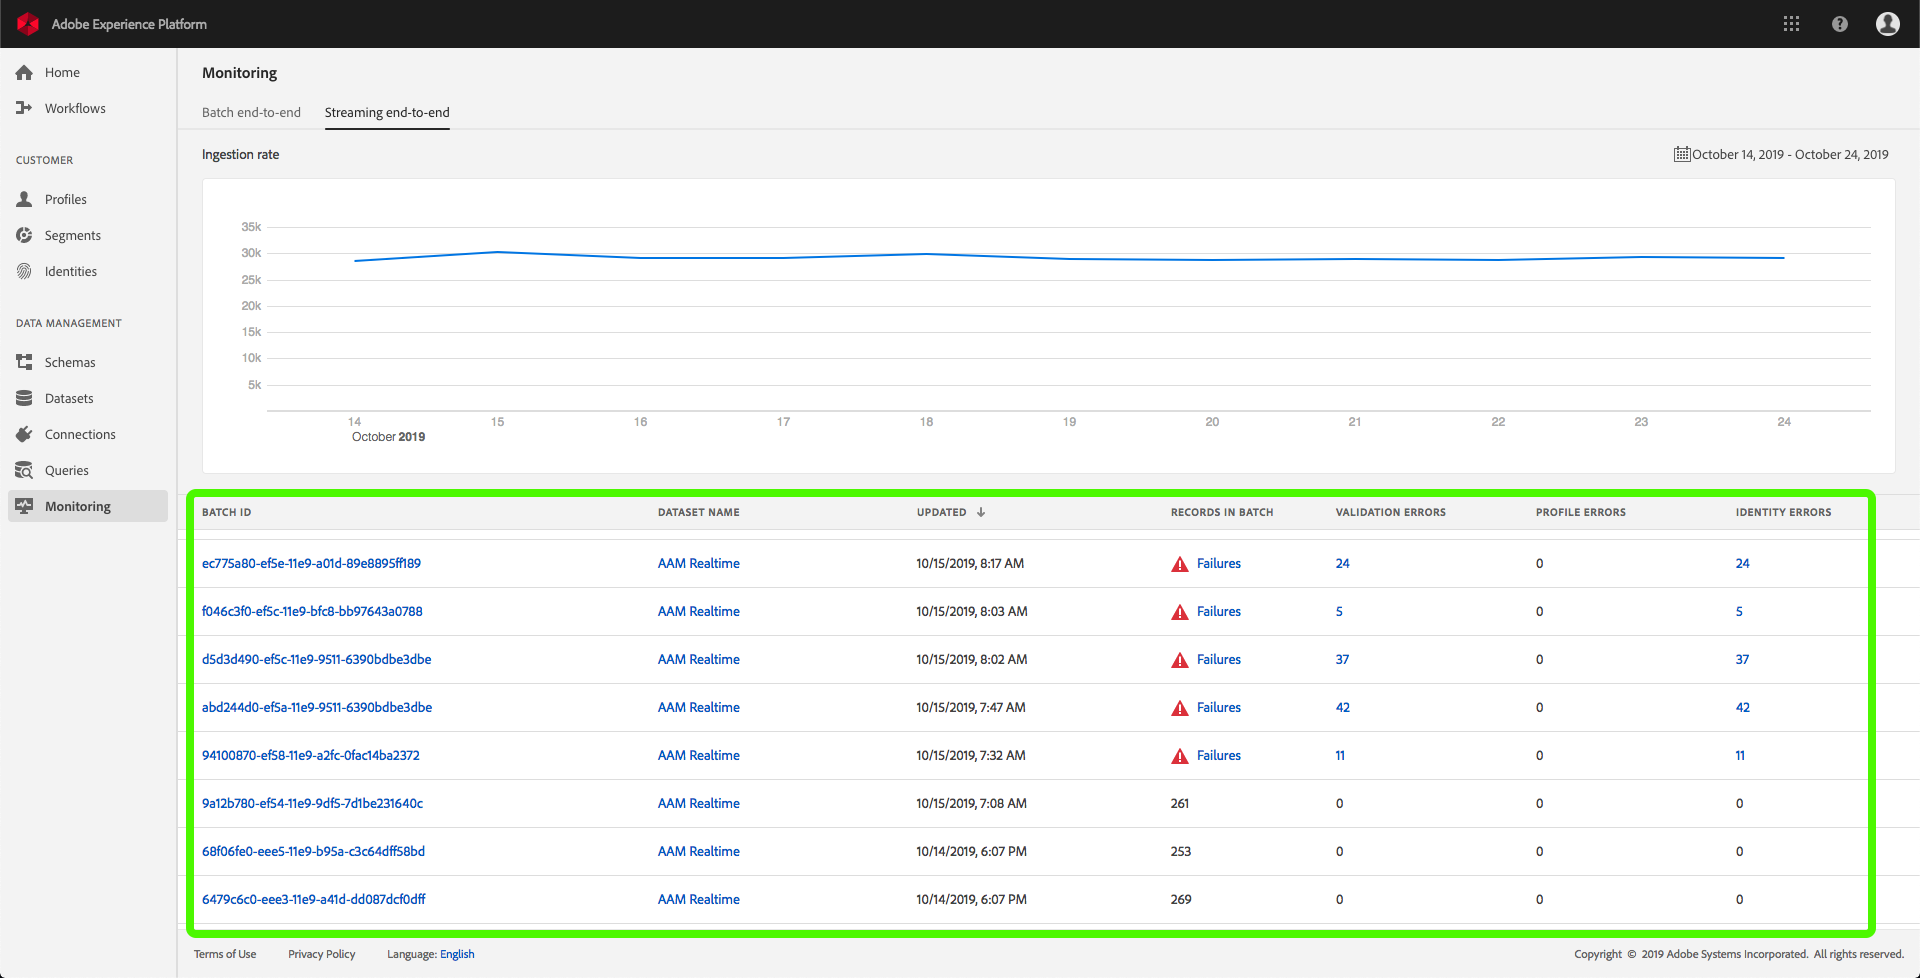 Adobe Experience Platform
Home
Workflows
CUSTOMER
Profiles
Segments
Identities
DATA MANAGEMENT
Schemas
Datasets
Connections
Queries
Monitoring
Monitoring
Batch end-to-end Streaming end-to-end
Ingestion rate October 14, 2019 - October 24, 2019
35k
30k
25k
20k
15k
10k
5k
14 15 16 17 18 19 20 21 22 23 24
October 2019
BATCH ID DATASET NAME UPDATED RECORDS IN BATCH VALIDATION ERRORS PROFILE ERRORS IDENTITY ERRORS
ec775a80-ef5e-11e9-a01d-89e8895ff189 AAM Realtime 10/15/2019, 8:17 AM Failures 24 0 24
f046c3f0-ef5c-11e9-bfc8-bb97643a0788 AAM Realtime 10/15/2019, 8:03 AM Failures 5 0 5
d5d3d490-ef5c-11e9-9511-6390bdbe3dbe AAM Realtime 10/15/2019, 8:02 AM Failures 37 0 37
abd244d0-ef5a-11e9-9511-6390bdbe3dbe AAM Realtime 10/15/2019, 7:47 AM Failures 42 0 42
94100870-ef58-11e9-a2fc-0fac14ba2372 AAM Realtime 10/15/2019, 7:32 AM Failures 11 0 11
9a12b780-ef54-11e9-9df5-7d1be231640c AAM Realtime 10/15/2019, 7:08 AM 261 0 0 0
68f06fe0-eee5-11e9-b95a-c3c64dff58bd AAM Realtime 10/14/2019, 6:07 PM 253 0 0 0
6479c6c0-eee3-11e9-a41d-dd087dcf0dff AAM Realtime 10/14/2019, 6:07 PM 269 0 0 0
Terms of Use Privacy Policy Language: English Copyright © 2019 Adobe Systems Incorporated. All rights reserved.